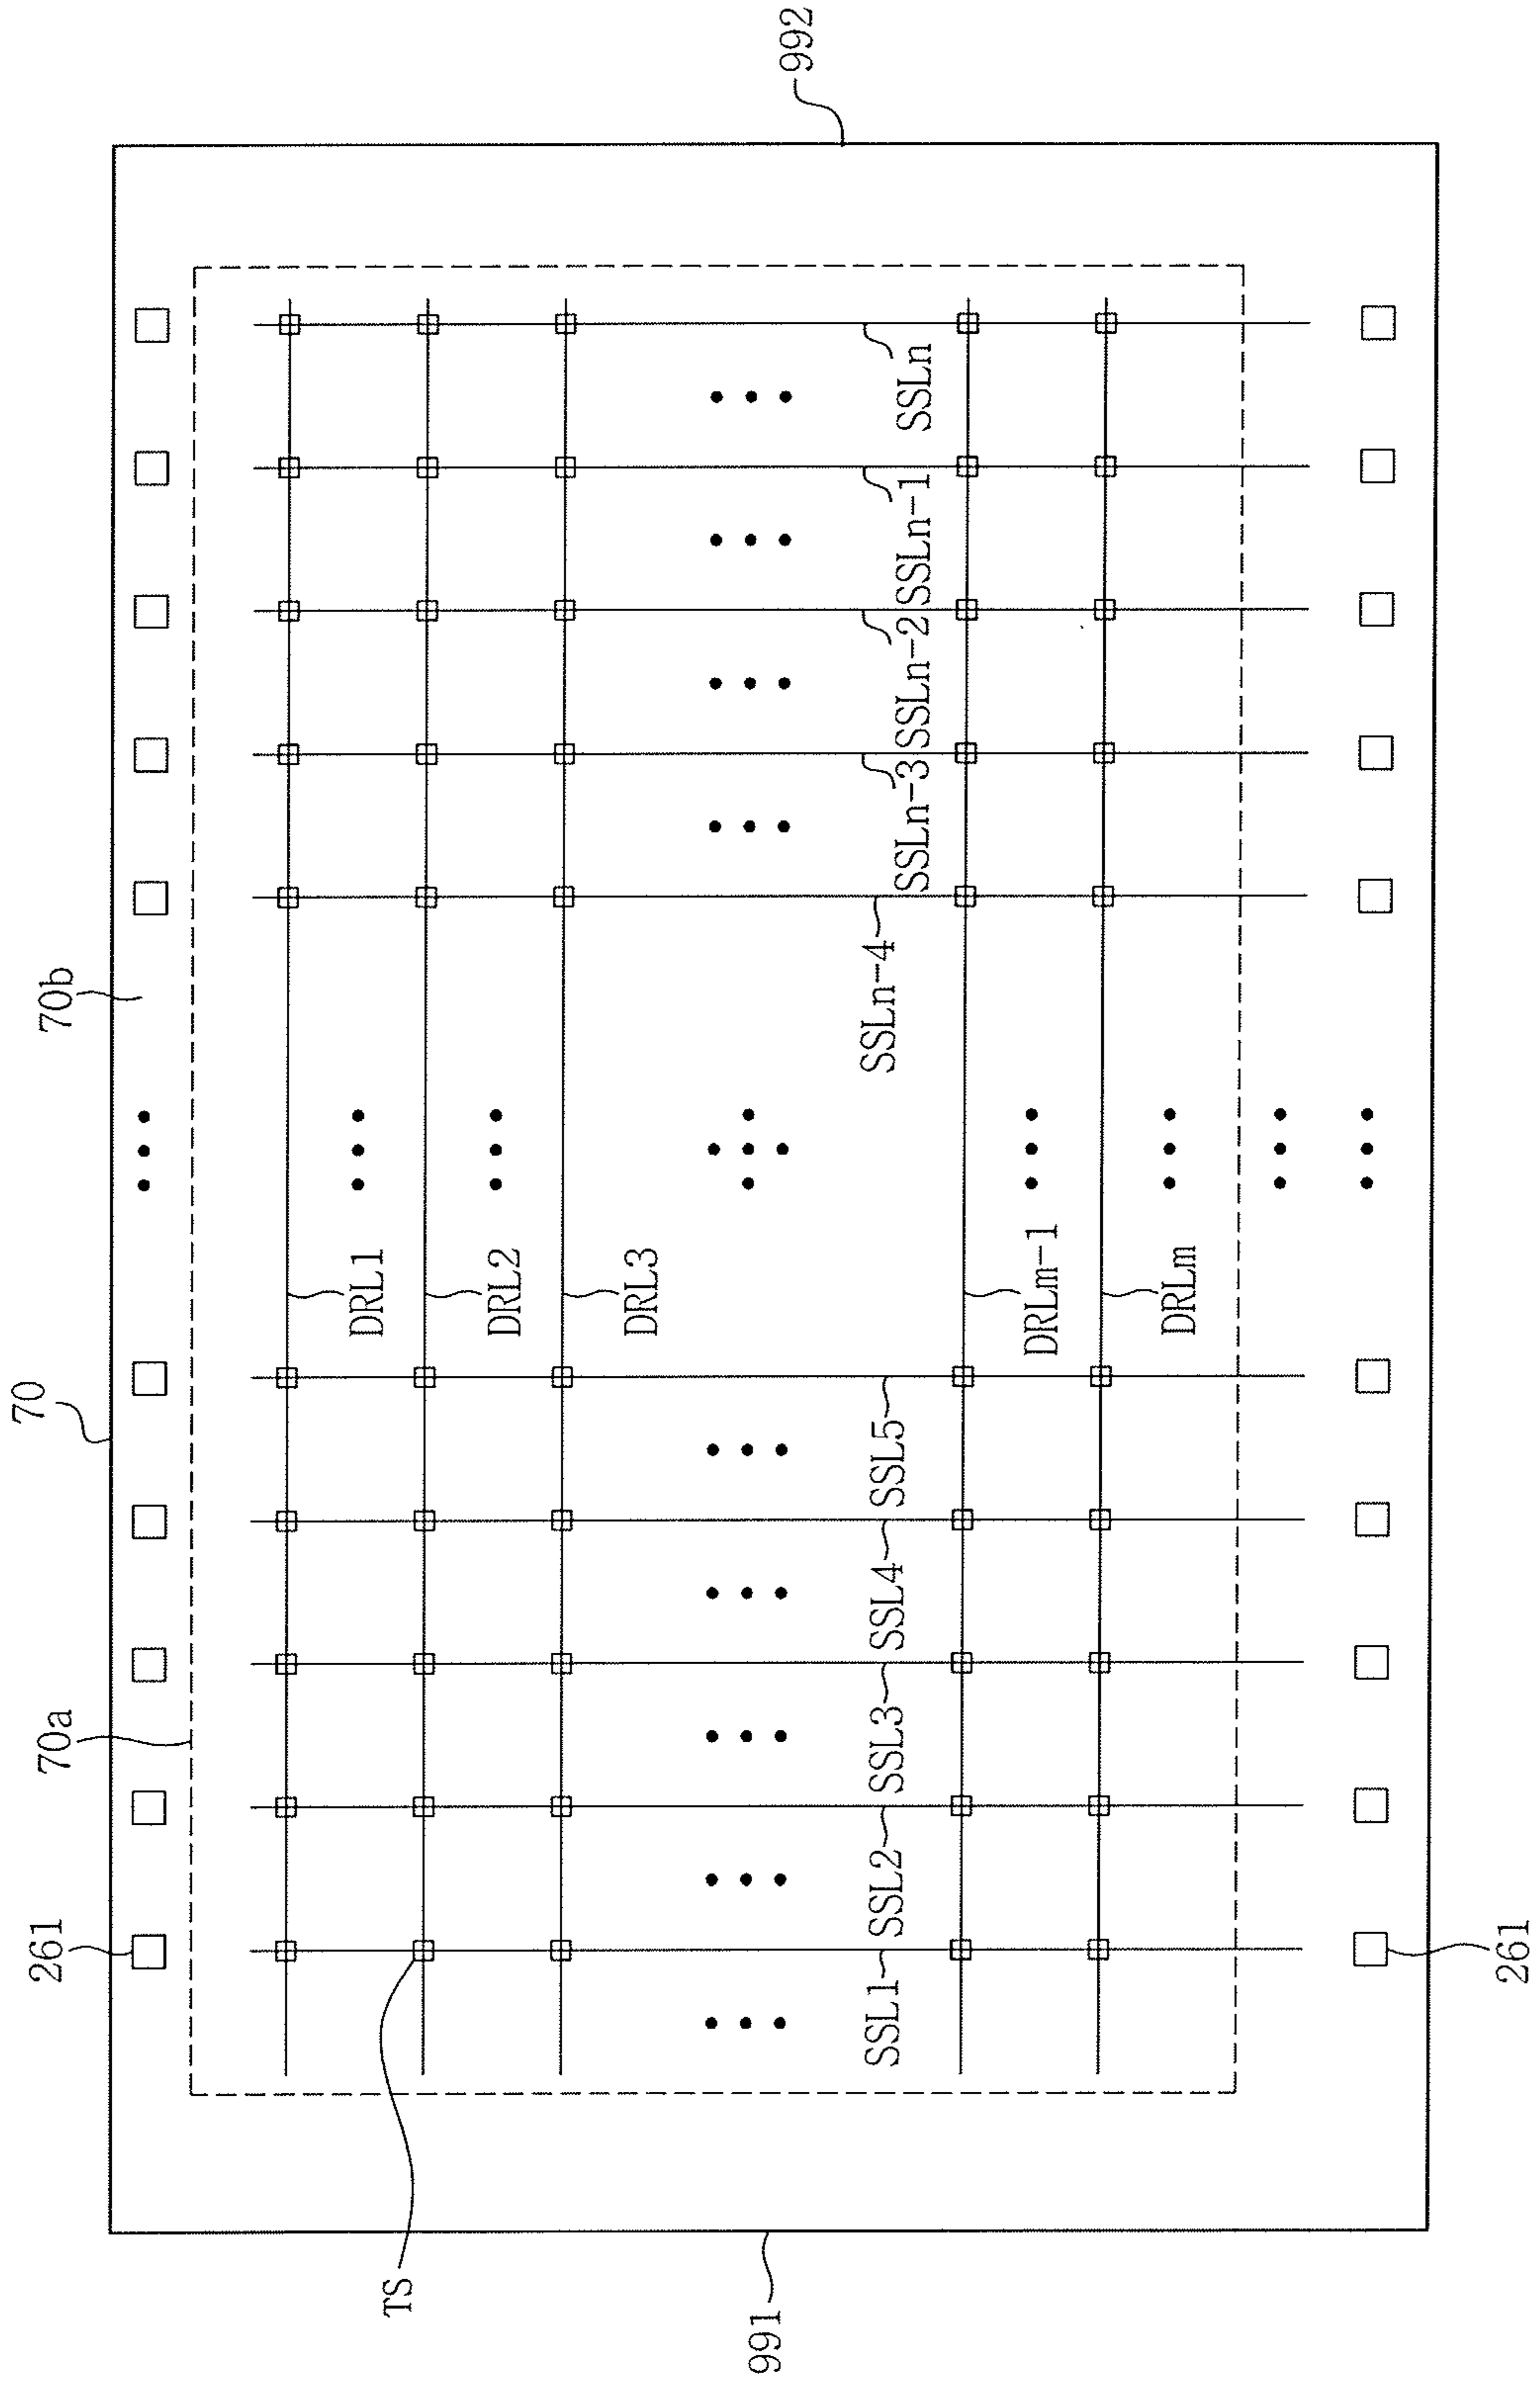 261
70a
70
70b
DRL1
TS
DRL2
DRL3
991
992
SSL1
SSL2
SSL3
SSL4
SSL5
SSLn-4
SSLn-3
SSLn-2
SSLn-1
SSLn
DRLm-1
DRLm
261